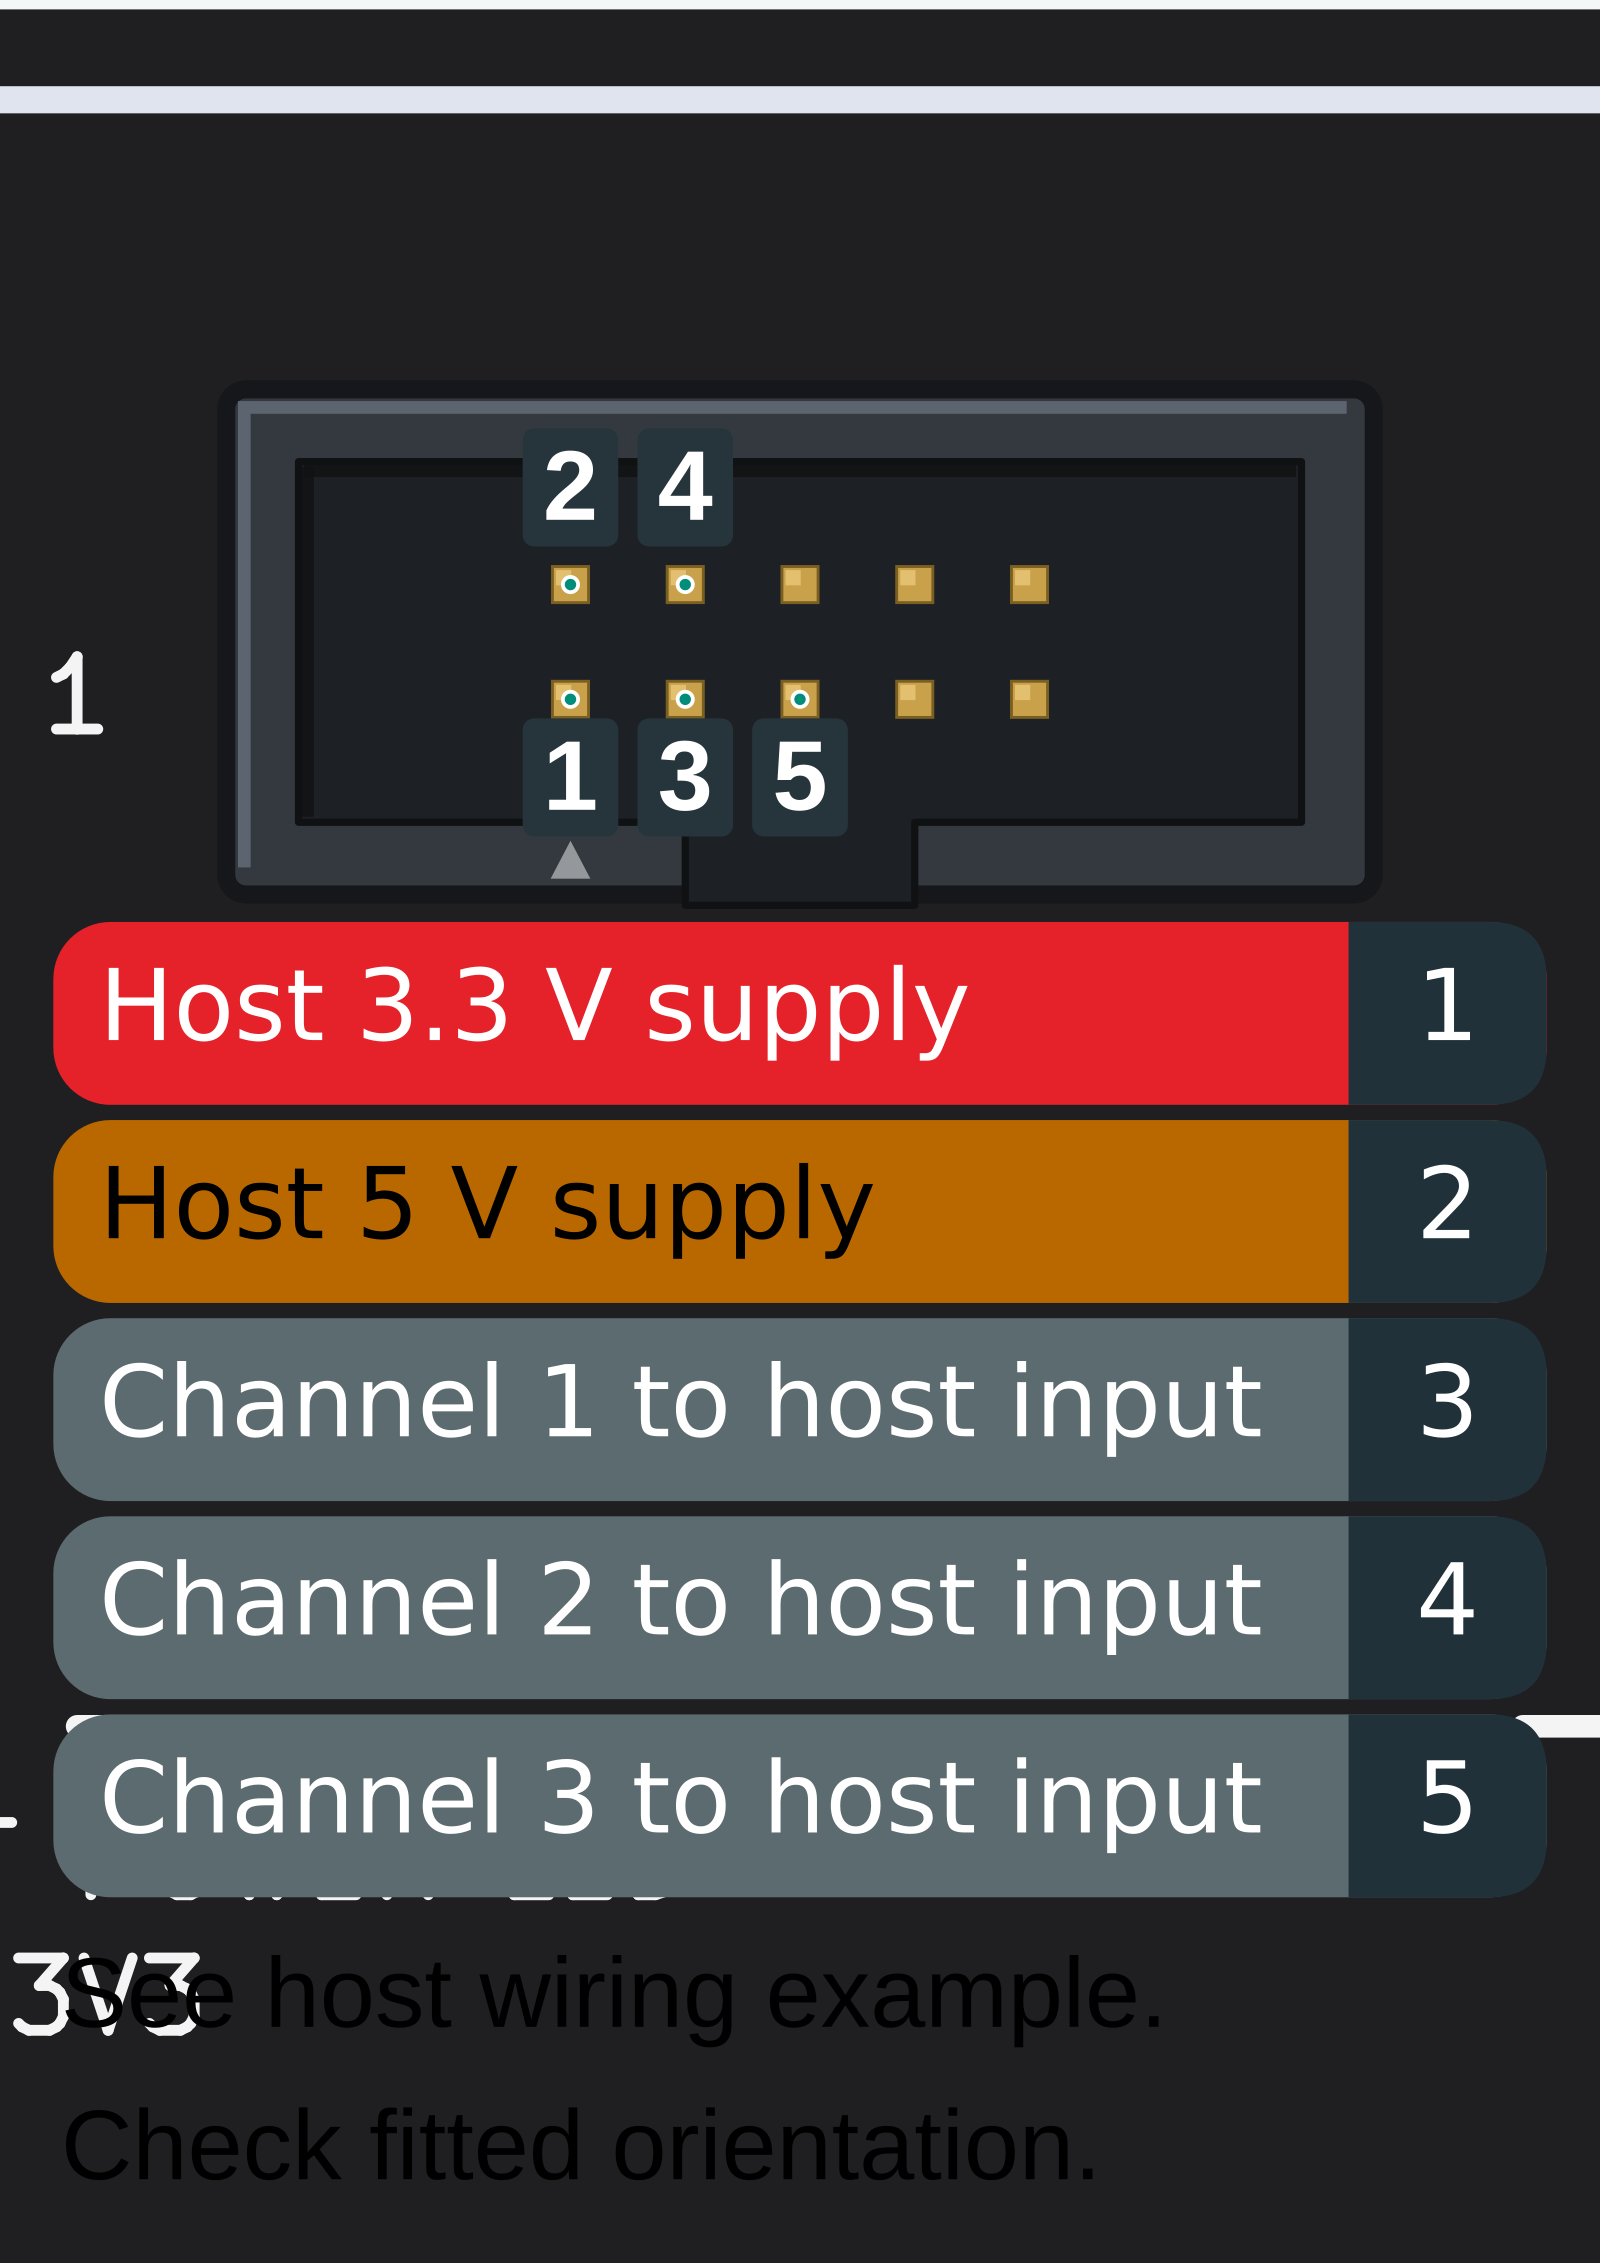 2 4
1
1 3 5
Host 3.3 V supply 1
Host 5 V supply 2
Channel 1 to host input 3
Channel 2 to host input 4
Channel 3 to host input 5
3V3
See host wiring example.
Check fitted orientation.